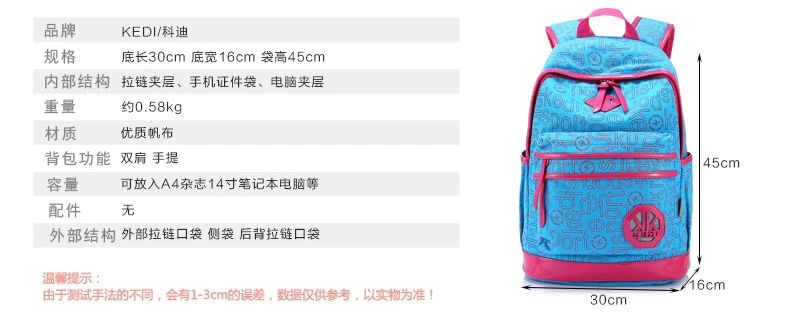 品牌 KEDI/科迪
规格 底长30cm 底宽16cm 袋高45cm
内部结构 拉链夹层、手机证件袋、电脑夹层
重量 约0.58kg
材质 优质帆布
背包功能 双肩 手提
容量 可放入A4杂志14寸笔记本电脑等
配件 无
外部结构 外部拉链口袋 侧袋 后背拉链口袋
温馨提示：
由于测试手法的不同，会有1-3cm的误差，数据仅供参考，以实物为准！
45cm
16cm
30cm